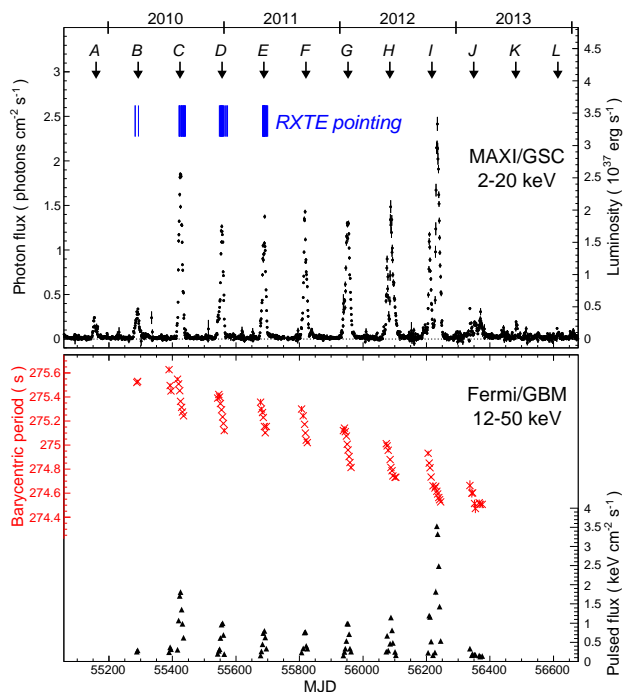 2010 2011 2012 2013
A B C D E F G H I J K L
RXTE pointing
MAXI/GSC
2-20 keV
Photon flux ( photons cm⁻² s⁻¹ )
3
2.5
2
1.5
1
0.5
0
Luminosity ( 10³⁷ erg s⁻¹ )
4.5
4
3.5
3
2.5
2
1.5
1
0.5
0
Fermi/GBM
12-50 keV
Barycentric period ( s )
275.6
275.4
275.2
275
274.8
274.6
274.4
Pulsed flux ( keV cm⁻² s⁻¹ )
4
3.5
3
2.5
2
1.5
1
0.5
0
55200 55400 55600 55800 56000 56200 56400 56600
MJD